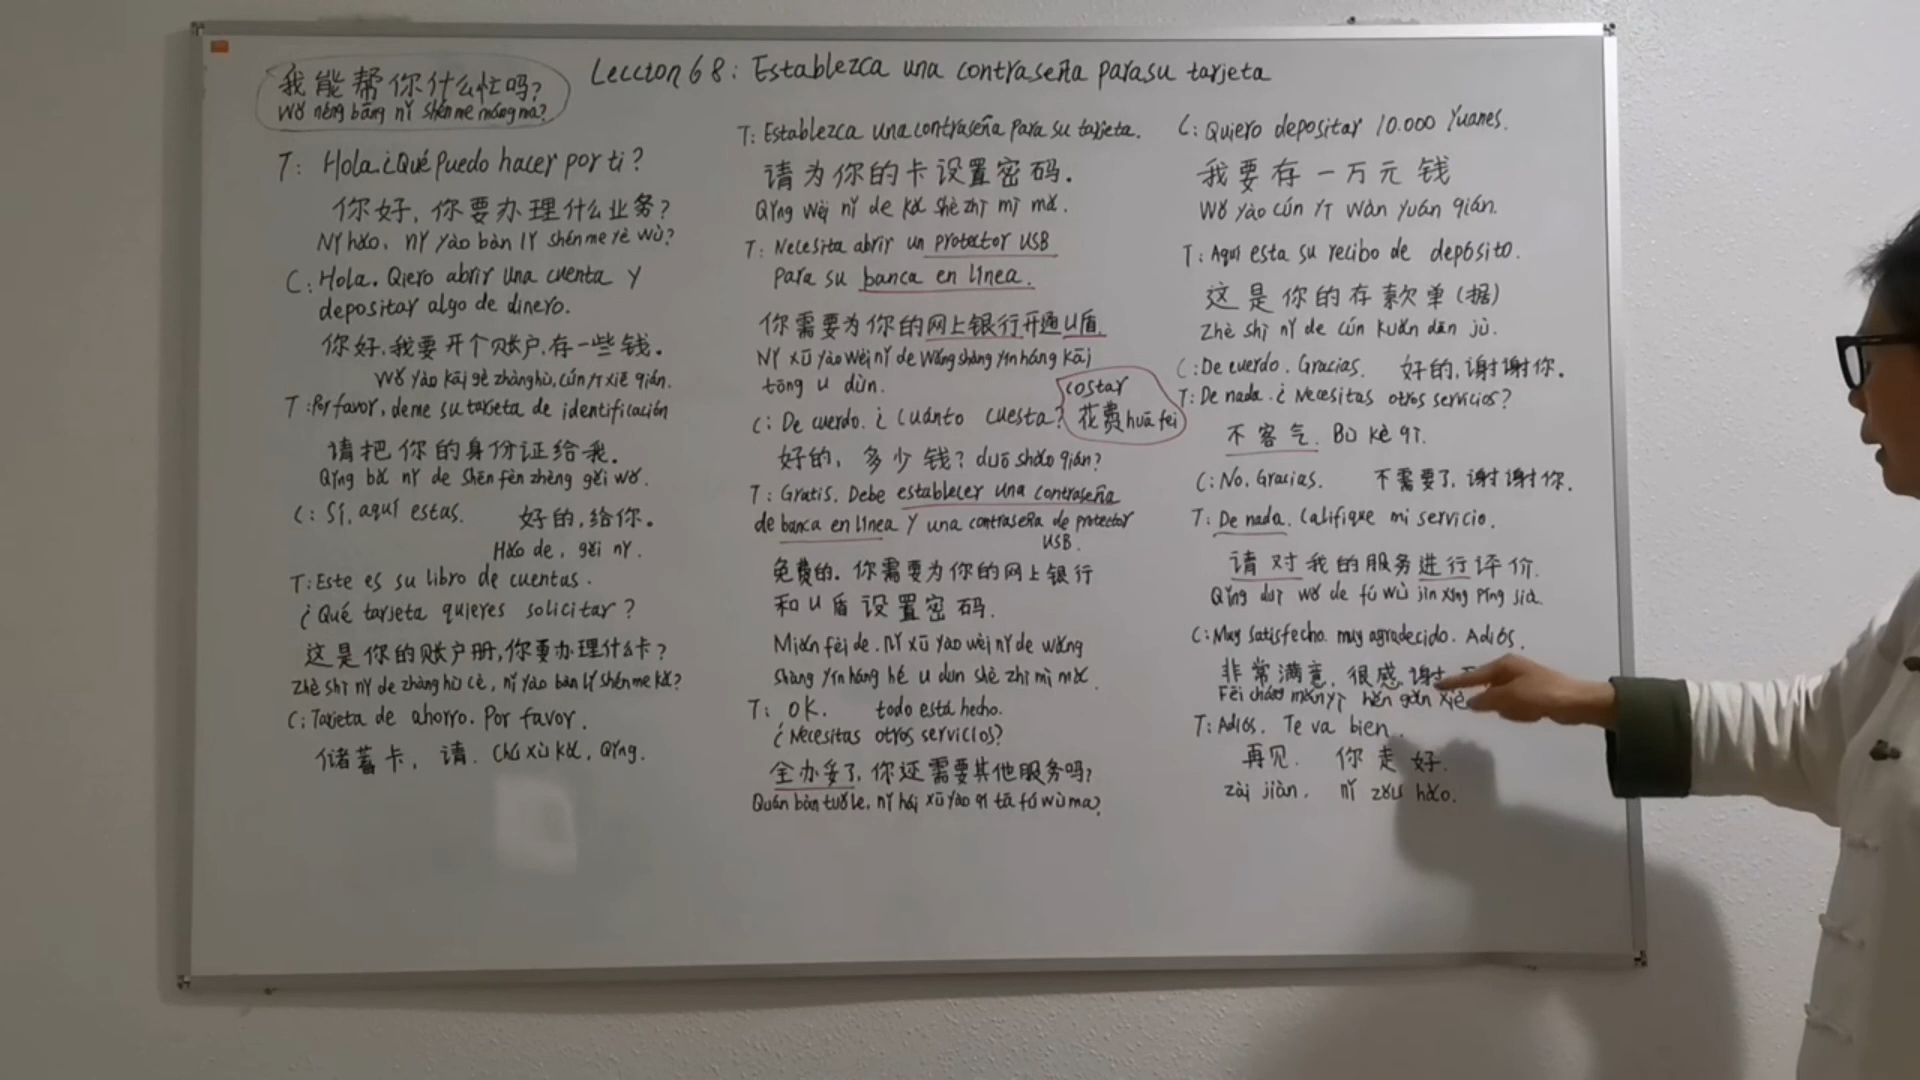 我能帮你什么忙吗?
Wǒ néng bāng nǐ shén me máng ma?
Leccion 68: Establezca una contraseña para su tarjeta
T: Hola. ¿Qué puedo hacer por ti?
你好, 你要办理什么业务?
Nǐ hǎo, nǐ yào bàn lǐ shén me yè wù?
C: Hola. Qiero abrir una cuenta y
depositar algo de dinero.
你好, 我要开个账户, 存一些钱.
Wǒ yào kāi gè zhàng hù, cún yī xiē qián.
T: Por favor, deme su tarjeta de identificación
请把你的身份证给我.
Qǐng bǎ nǐ de shēn fèn zhèng gěi wǒ.
C: Sí, aquí estas. 好的, 给你.
Hǎo de, gěi nǐ.
T: Este es su libro de cuentas.
¿Qué tarjeta quieres solicitar?
这是你的账户册, 你要办理什么卡?
Zhè shī nǐ de zhàng hù cè, nǐ yào bàn lǐ shén me kǎ?
C: Tarjeta de ahorro. Por favor.
储蓄卡, 请. Chú xù kǎ, Qǐng.
T: Establezca una contraseña para su tarjeta.
请为你的卡设置密码.
Qǐng wèi nǐ de kǎ shè zhī mī mǎ.
T: Necesita abrir un protector USB
para su banca en línea.
你需要为你的网上银行开通U盾.
Nǐ xū yào wèi nǐ de wǎng shàng yín háng kāi
tōng u dùn.
C: De cuerdo. ¿cuánto cuesta?
costar
花费 huā fei
好的, 多少钱? duō shǎo qián?
T: Gratis. Debe establecer una contraseña
de banca en línea y una contraseña de protector
USB.
免费的. 你需要为你的网上银行
和U盾设置密码.
Miǎn fèi de. nǐ xū yào wèi nǐ de wǎng
shàng yín háng hé u dun shè zhī mì mǎ.
T: OK. todo está hecho.
¿Necesitas otros servicios?
全办妥了, 你还需要其他服务吗?
Quán bàn tuǒ le, nǐ hái xū yào qí tā fú wù ma?
C: Quiero depositar 10.000 Yuanes.
我要存一万元钱
Wǒ yào cún yī wàn yuán qián.
T: Aquí esta su recibo de depósito.
这是你的存款单(据)
Zhè shī nǐ de cún kuǎn dān jù.
C: De cuerdo. Gracias. 好的, 谢谢你.
T: De nada. ¿Necesitas otros servicios?
不客气. Bù kè qī.
C: No, Gracias. 不需要了, 谢谢你.
T: De nada. Califique mi servicio.
请对我的服务进行评价.
Qǐng duī wǒ de fú wù jìn xíng píng jià.
C: Muy satisfecho. muy agradecido. Adiós.
非常满意, 很感谢
Fēi cháng mǎn yì hěn gǎn xiè
T: Adiós. Te va bien.
再见. 你走好.
zài jiàn. nǐ zǒu hǎo.